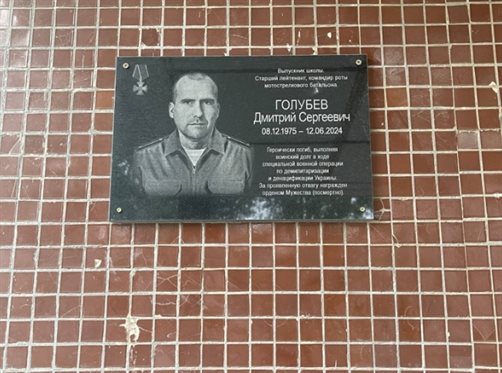 Выпускник школы.
Старший лейтенант, командир роты
мотострелкового батальона
ГОЛУБЕВ
Дмитрий Сергеевич
08.12.1975 – 12.06.2024
Героически погиб, выполняя
воинский долг в ходе
специальной военной операции
по демилитаризации
и денацификации Украины.
За проявленную отвагу награжден
орденом Мужества (посмертно).